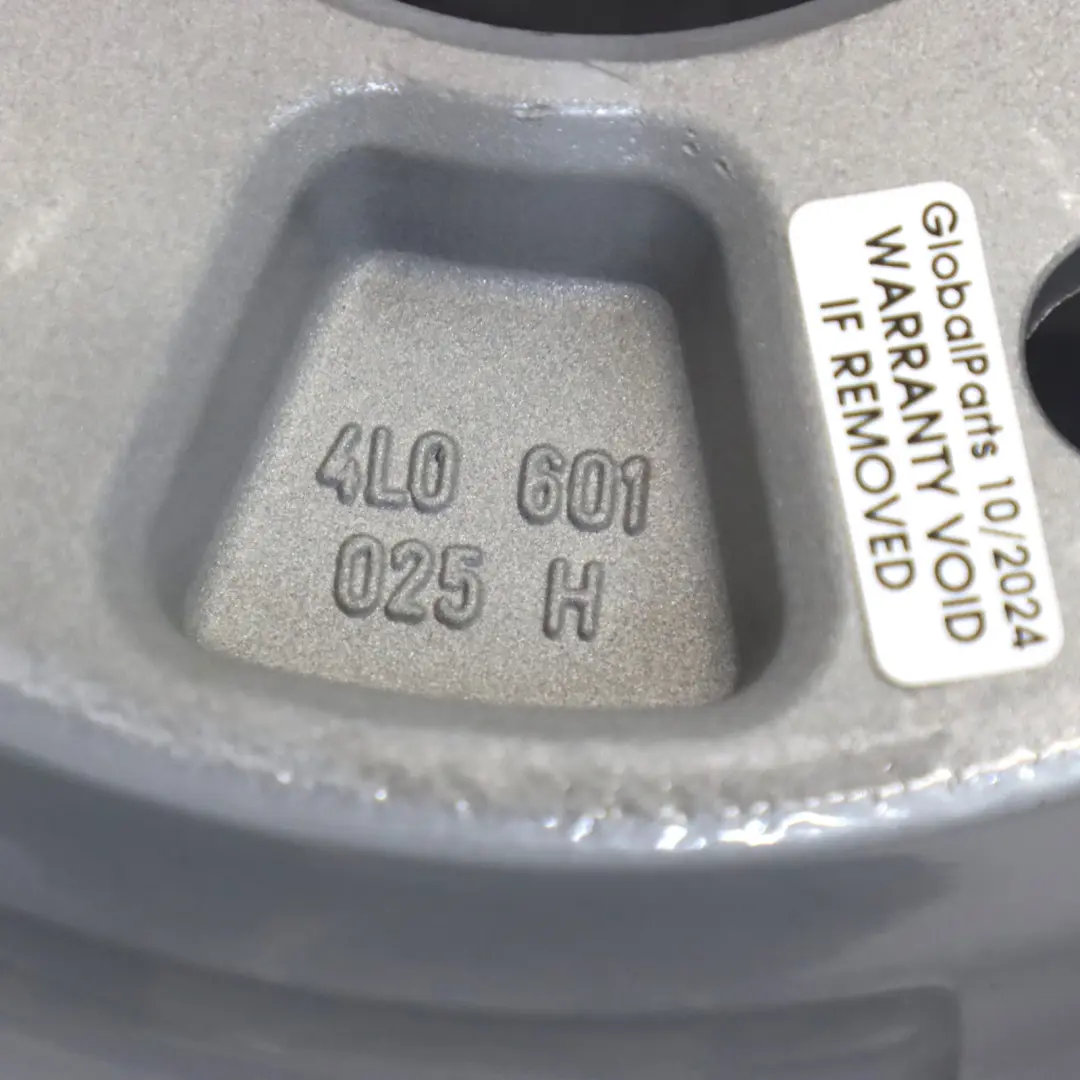 4L0 601
025 H
GlobalParts 10/2024
WARRANTY VOID
IF REMOVED